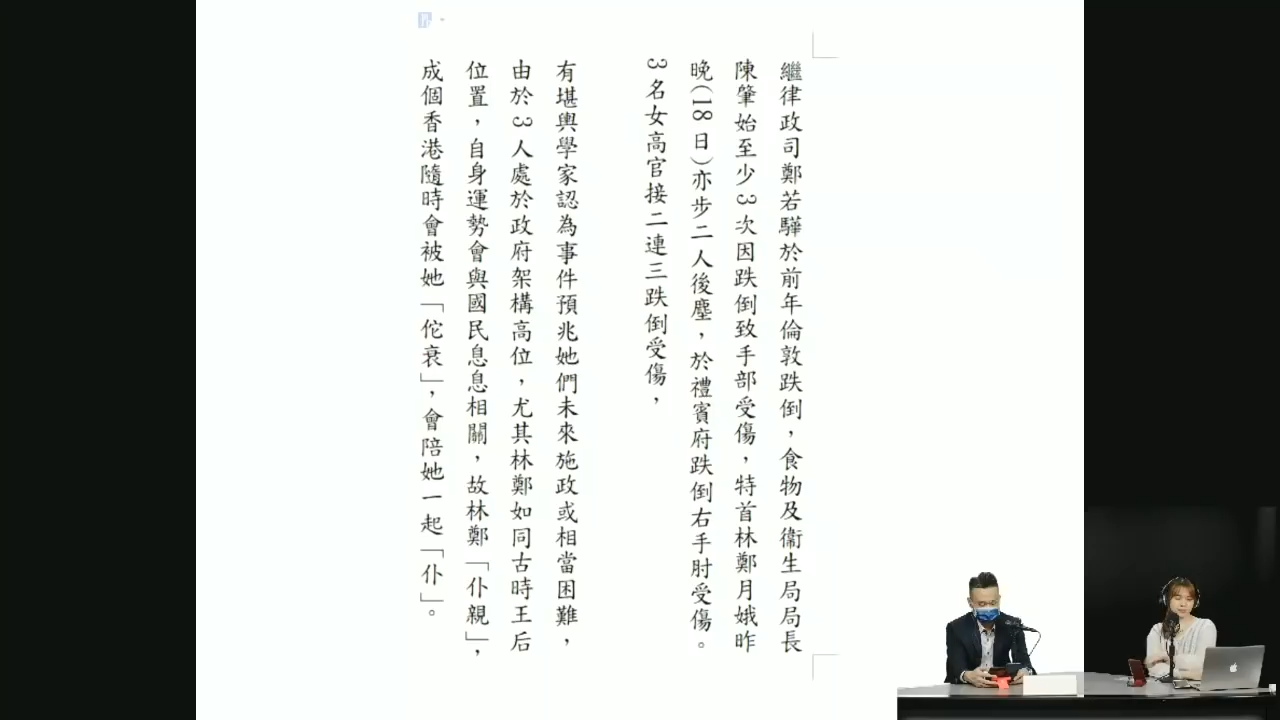 繼律政司鄭若驊於前年倫敦跌倒，食物及衞生局局長
陳肇始至少3次因跌倒致手部受傷，特首林鄭月娥昨
晚(18日)亦步二人後塵，於禮賓府跌倒右手肘受傷。
3名女高官接二連三跌倒受傷，
有堪輿學家認為事件預兆她們未來施政或相當困難，
由於3人處於政府架構高位，尤其林鄭如同古時王后
位置，自身運勢會與國民息息相關，故林鄭「仆親」，
成個香港隨時會被她「佗衰」，會陪她一起「仆」。